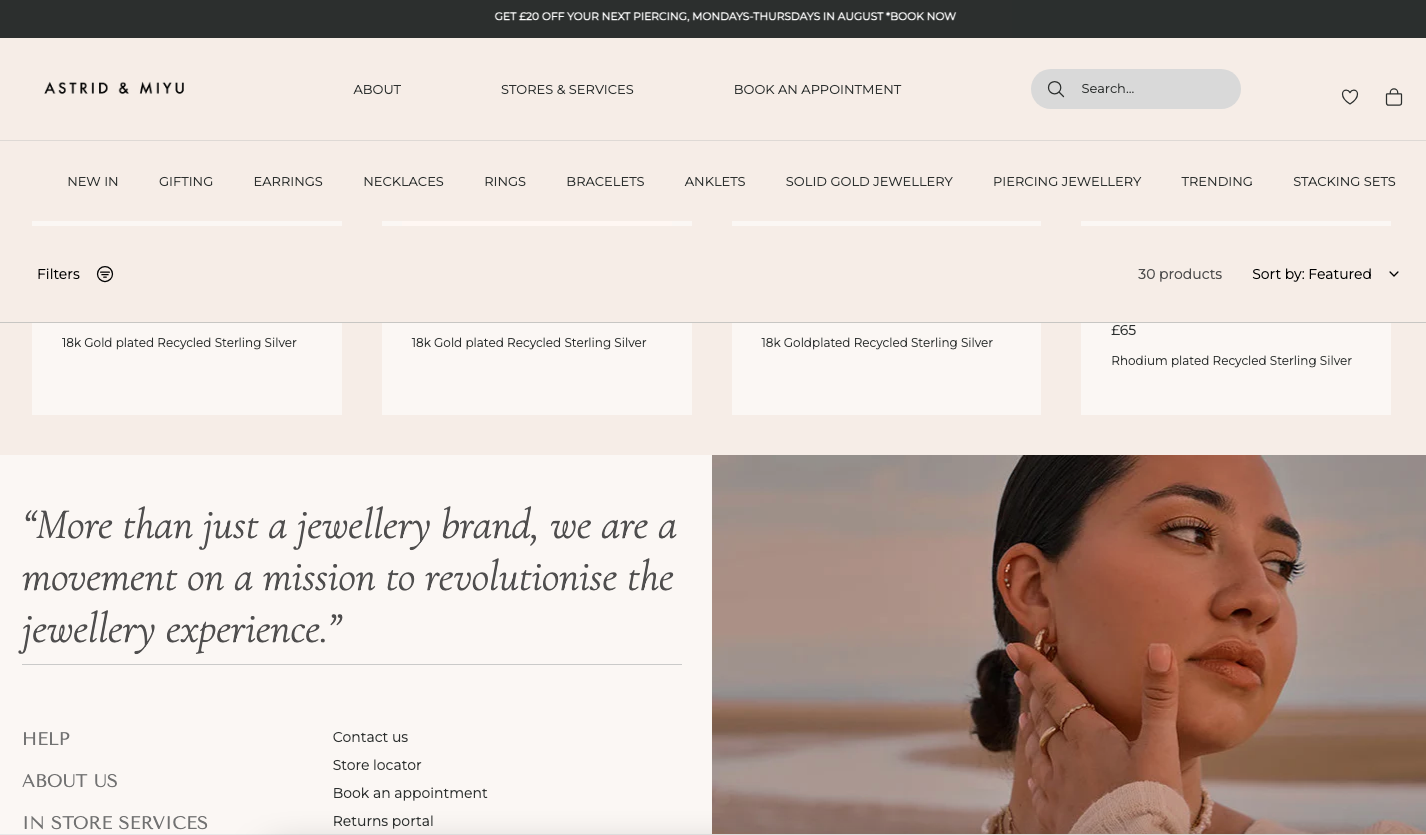 GET £20 OFF YOUR NEXT PIERCING, MONDAYS-THURSDAYS IN AUGUST *BOOK NOW
ASTRID & MIYU
ABOUT
STORES & SERVICES
BOOK AN APPOINTMENT
Search...
NEW IN
GIFTING
EARRINGS
NECKLACES
RINGS
BRACELETS
ANKLETS
SOLID GOLD JEWELLERY
PIERCING JEWELLERY
TRENDING
STACKING SETS
Filters
30 products
Sort by: Featured
18k Gold plated Recycled Sterling Silver
18k Gold plated Recycled Sterling Silver
18k Goldplated Recycled Sterling Silver
£65
Rhodium plated Recycled Sterling Silver
“More than just a jewellery brand, we are a
movement on a mission to revolutionise the
jewellery experience.”
HELP
ABOUT US
IN STORE SERVICES
Contact us
Store locator
Book an appointment
Returns portal